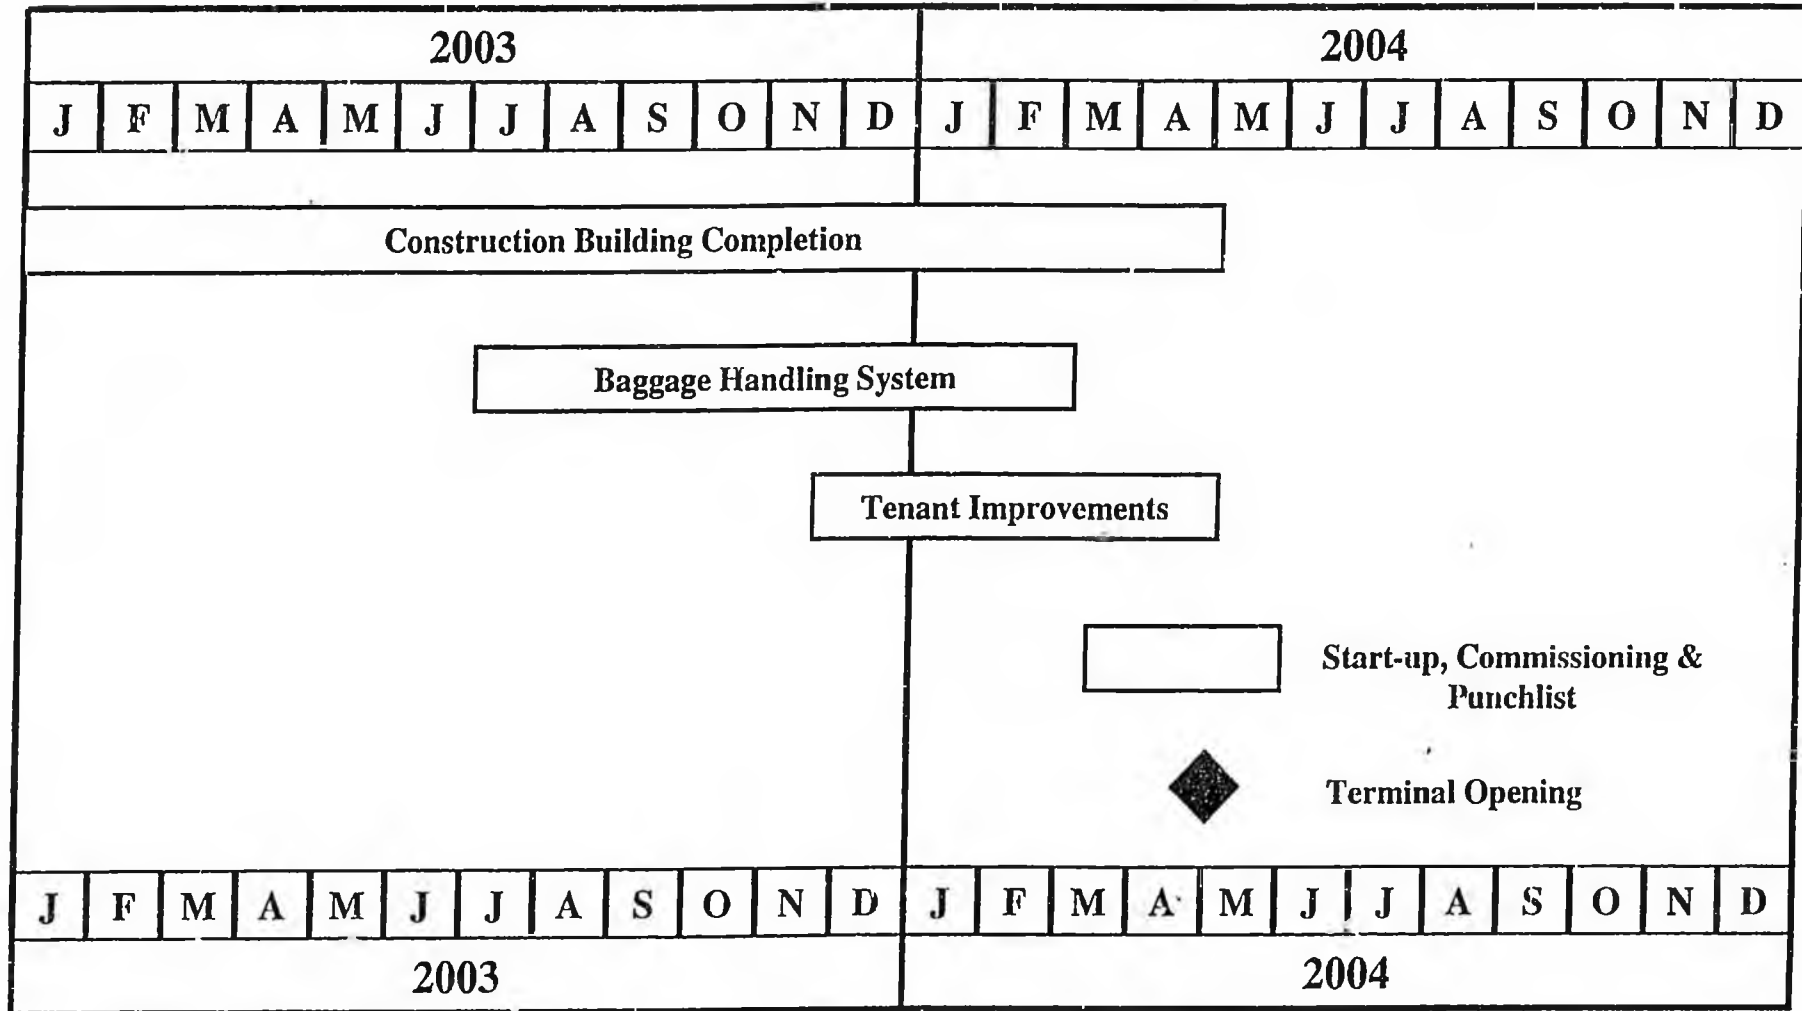 2003 2004
J F M A M J J A S O N D J F M A M J J A S O N D
Construction Building Completion
Baggage Handling System
Tenant Improvements
Start-up, Commissioning &
Punchlist
Terminal Opening
J F M A M J J A S O N D J F M A M J J A S O N D
2003 2004